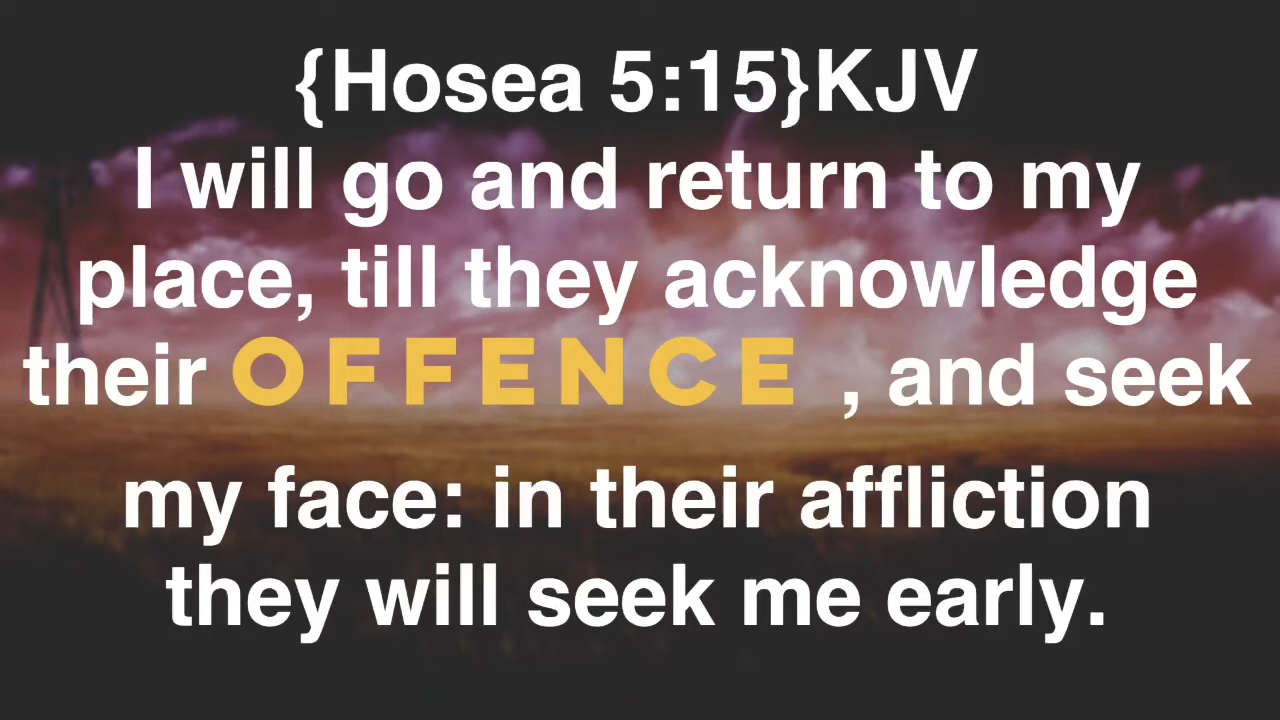 {Hosea 5:15}KJV
I will go and return to my
place, till they acknowledge
their OFFENCE , and seek
my face: in their affliction
they will seek me early.